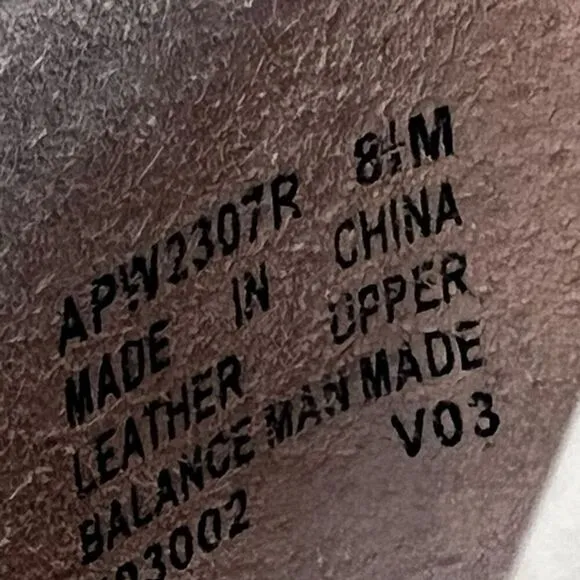 APW2307R 8½M
MADE IN CHINA
LEATHER UPPER
BALANCE MAN MADE
V03